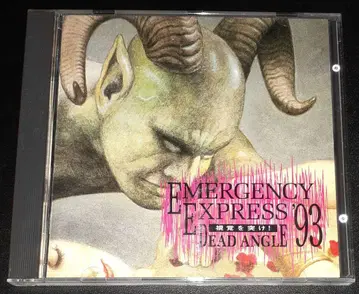 EMERGENCY
EXPRESS '93
視覚を突け!
DEAD ANGLE